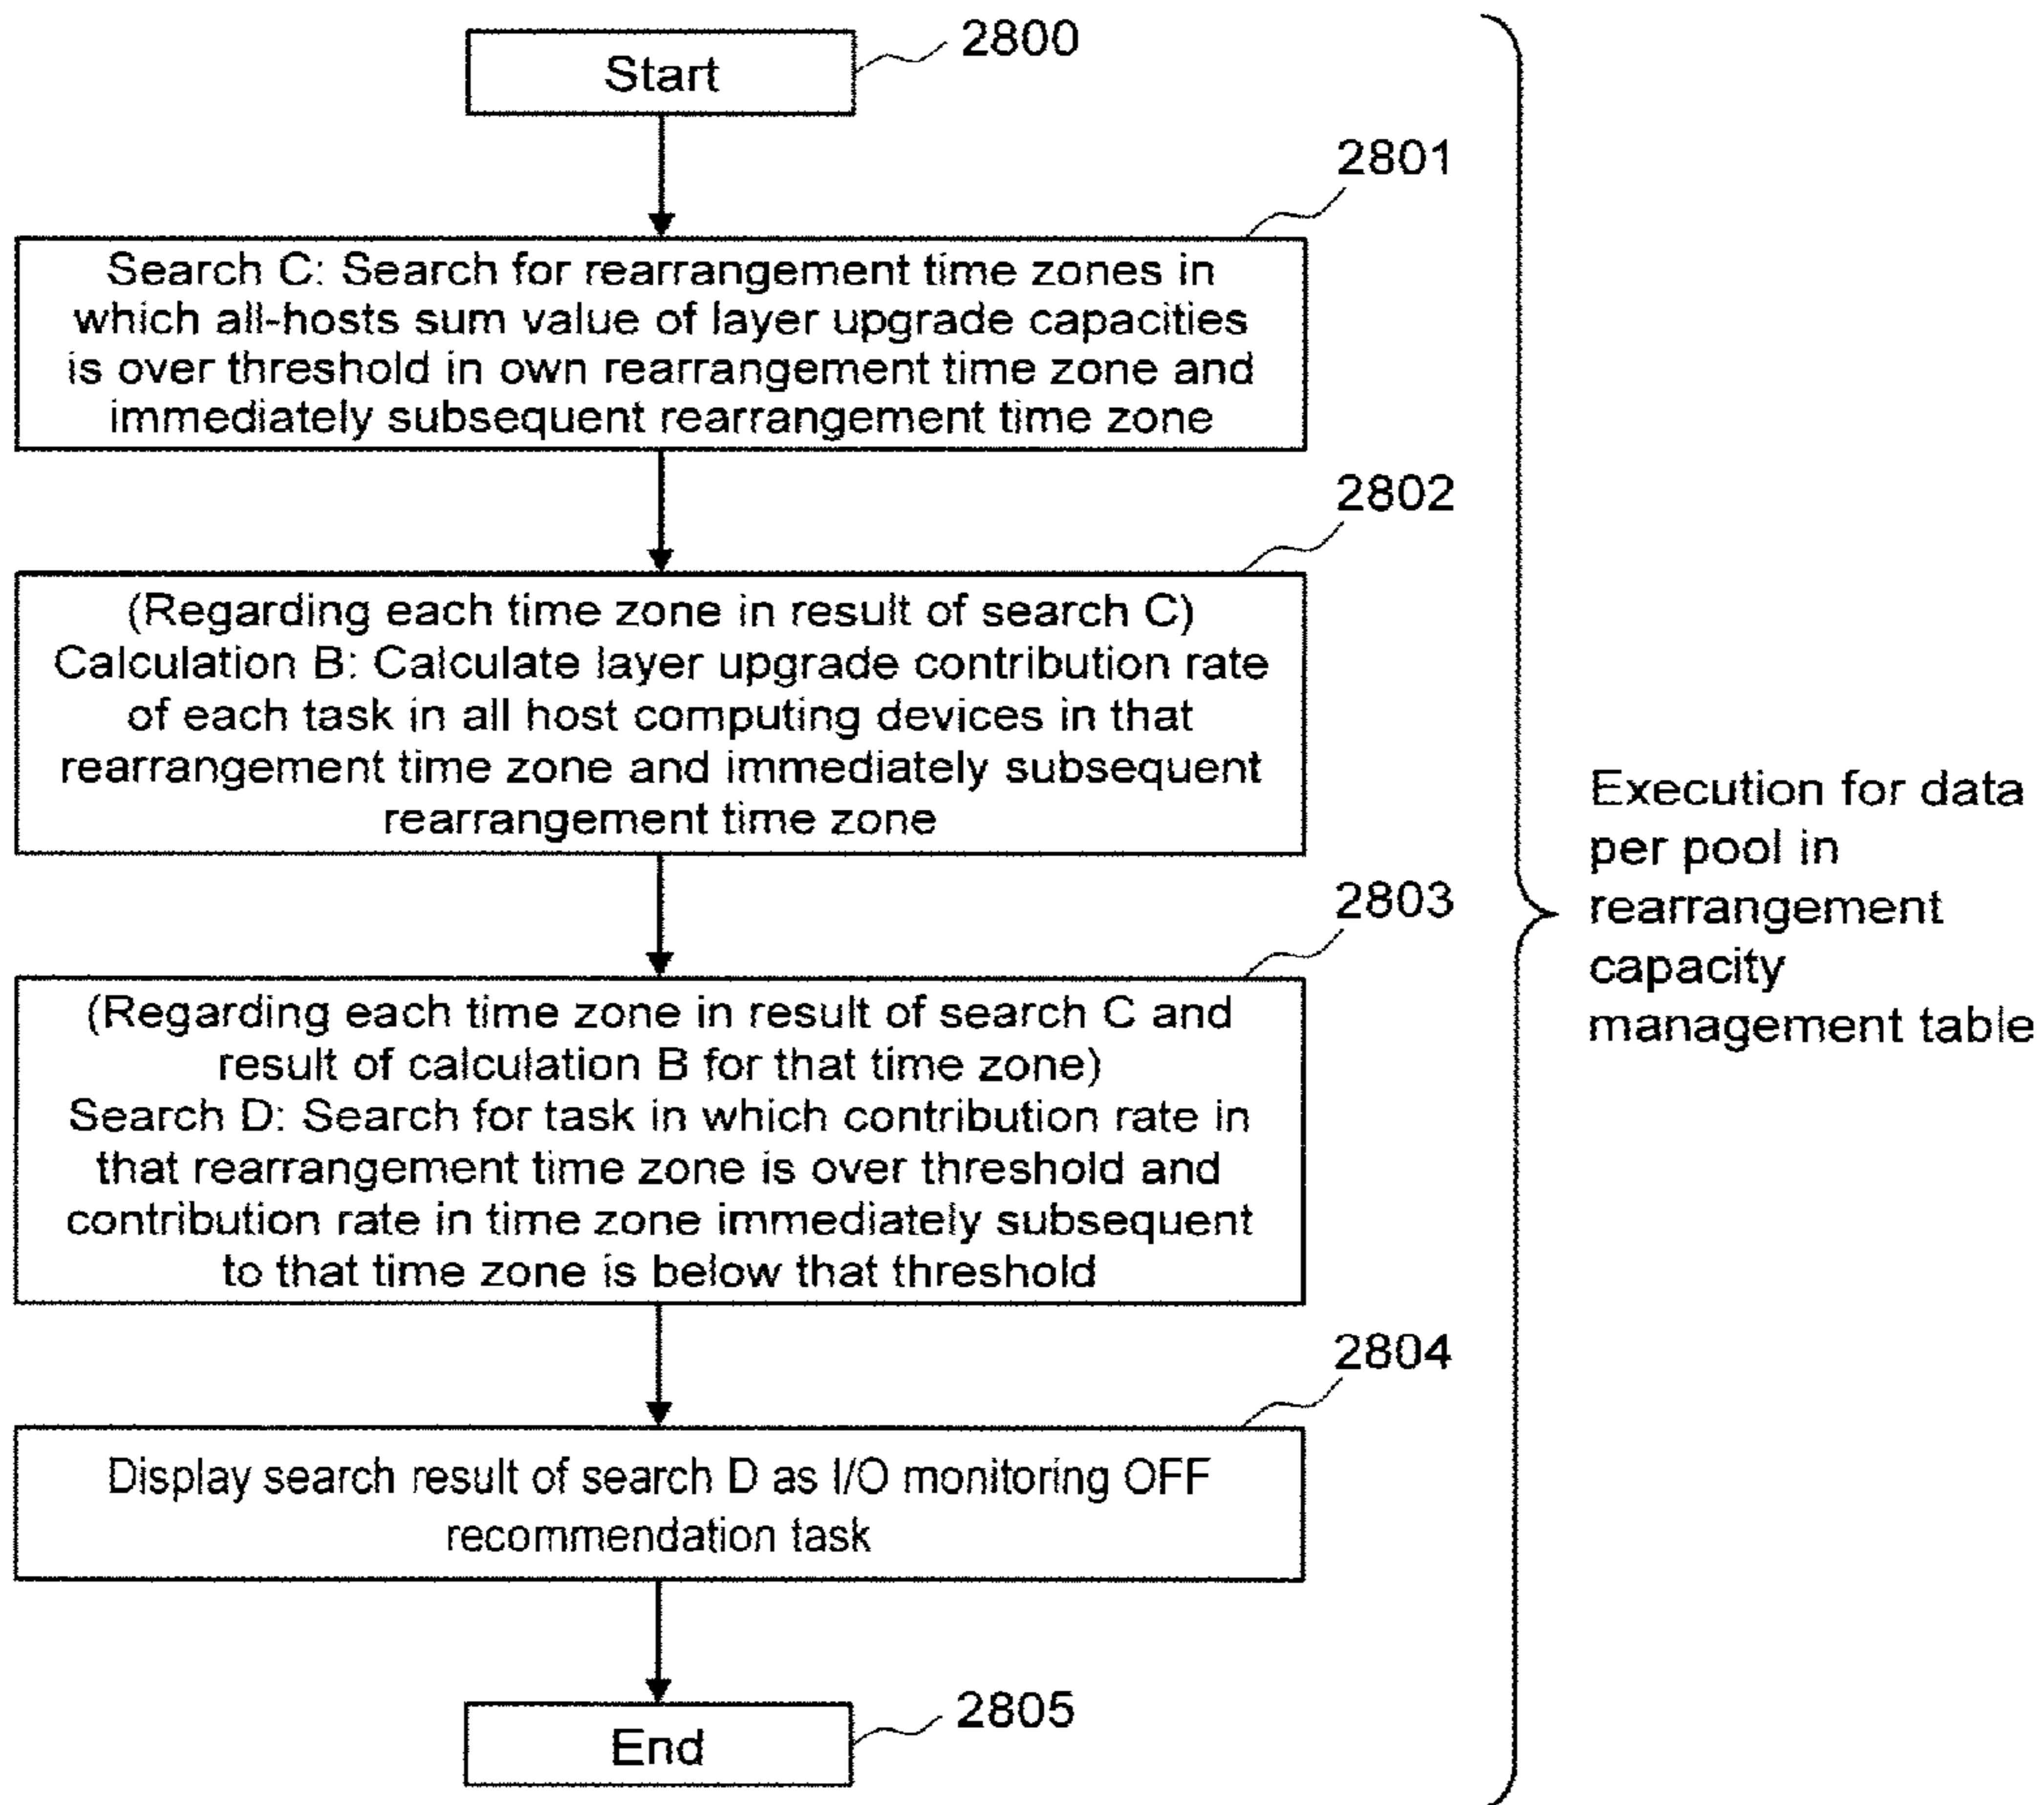 Start
2800
2801
Search C: Search for rearrangement time zones in
which all-hosts sum value of layer upgrade capacities
is over threshold in own rearrangement time zone and
immediately subsequent rearrangement time zone
2802
(Regarding each time zone in result of search C)
Calculation B: Calculate layer upgrade contribution rate
of each task in all host computing devices in that
rearrangement time zone and immediately subsequent
rearrangement time zone
2803
(Regarding each time zone in result of search C and
result of calculation B for that time zone)
Search D: Search for task in which contribution rate in
that rearrangement time zone is over threshold and
contribution rate in time zone immediately subsequent
to that time zone is below that threshold
2804
Display search result of search D as I/O monitoring OFF
recommendation task
End
2805
Execution for data
per pool in
rearrangement
capacity
management table